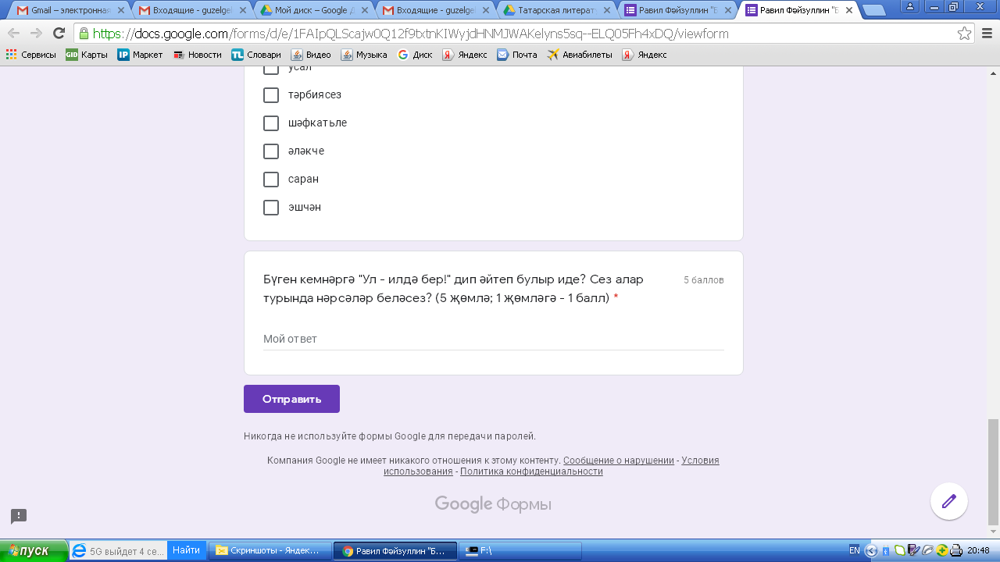 Gmail – электронная
Входящие - guzelgel
Мой диск – Google Д
Входящие - guzelgel
Татарская литерат
Равил Фәйзуллин "Б
Равил Фәйзуллин "Б
https://docs.google.com/forms/d/e/
/viewform
Сервисы
Карты
Маркет
Новости
Словари
Видео
Музыка
Диск
Яндекс
Почта
Авиабилеты
Яндекс
усал
тәрбиясез
шәфкатьле
әләкче
саран
эшчән
Бүген кемнәргә "Ул - илдә бер!" дип әйтеп булыр иде? Сез алар
5 баллов
турында нәрсәләр беләсез? (5 җөмлә; 1 җөмләгә - 1 балл) *
Мой ответ
Отправить
Никогда не используйте формы Google для передачи паролей.
Компания Google не имеет никакого отношения к этому контенту. Сообщение о нарушении - Условия
использования - Политика конфиденциальности
Google Формы
пуск
5G выйдет 4 се...
Найти
Скриншоты - Яндек...
Равил Фәйзуллин "Б...
F:\
EN
20:48